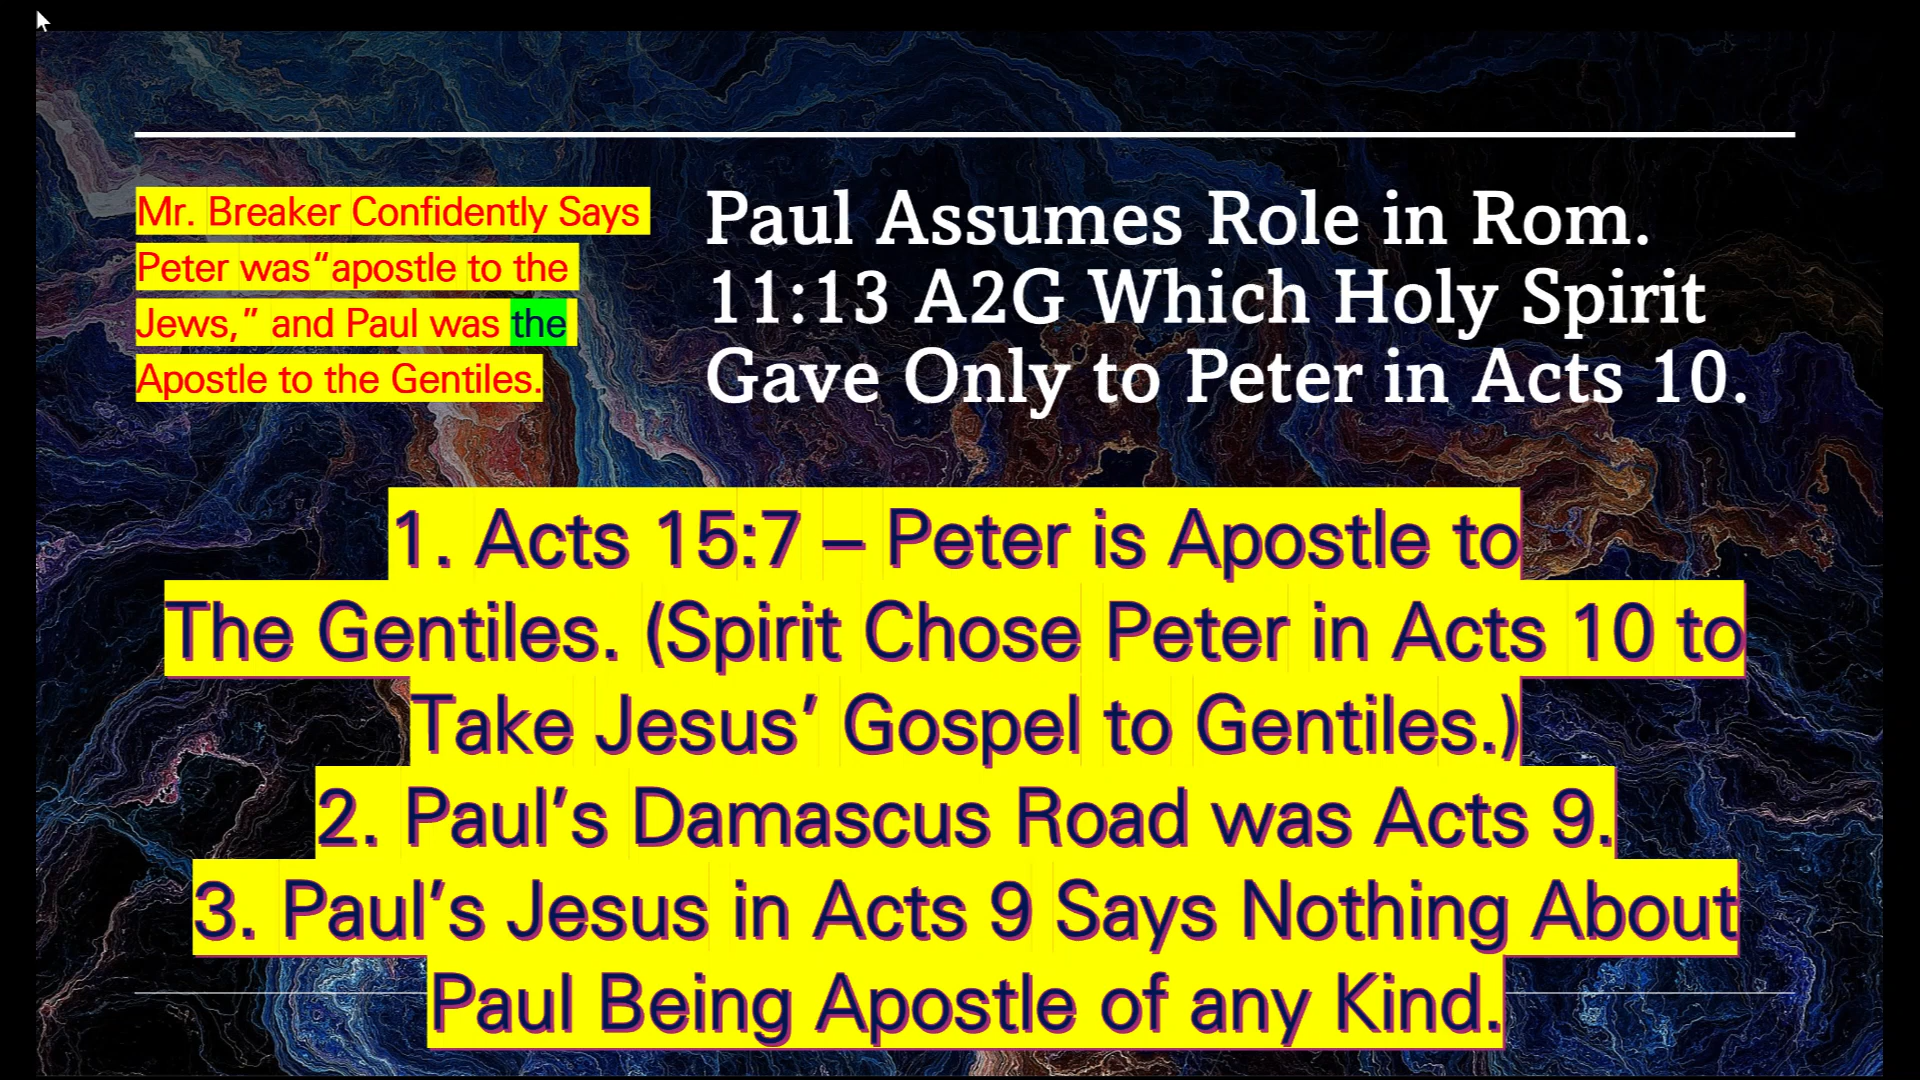 Mr. Breaker Confidently Says
Peter was“apostle to the
Jews,” and Paul was the
Apostle to the Gentiles.
Paul Assumes Role in Rom.
11:13 A2G Which Holy Spirit
Gave Only to Peter in Acts 10.
1. Acts 15:7 – Peter is Apostle to
The Gentiles. (Spirit Chose Peter in Acts 10 to
Take Jesus’ Gospel to Gentiles.)
2. Paul’s Damascus Road was Acts 9.
3. Paul’s Jesus in Acts 9 Says Nothing About
Paul Being Apostle of any Kind.